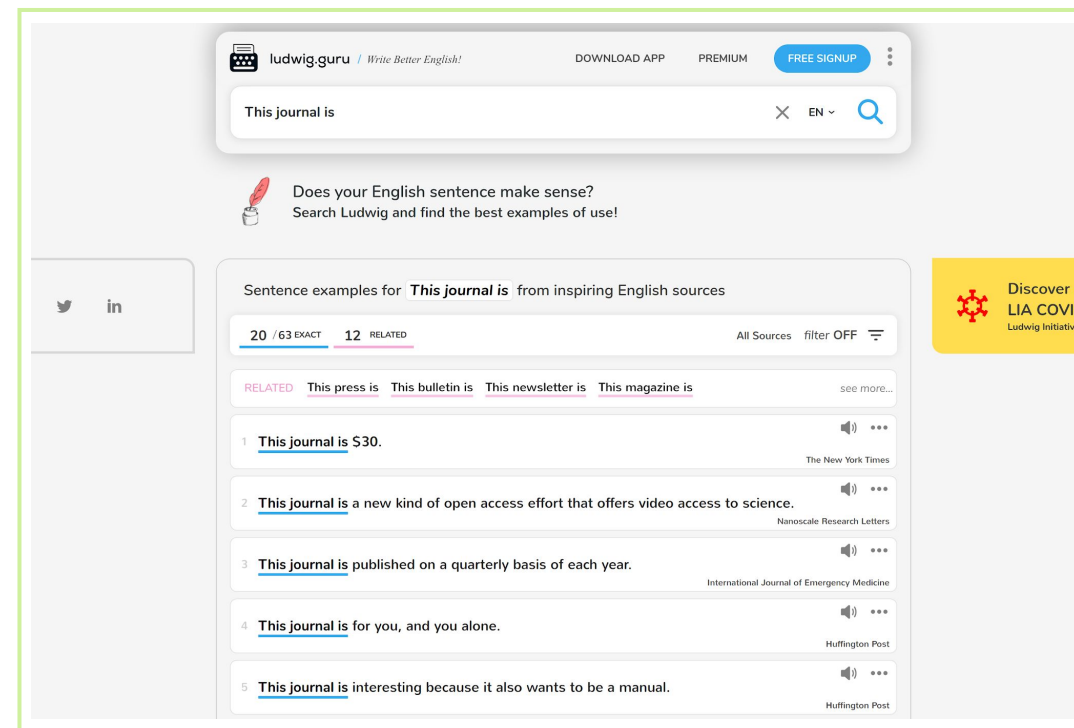 ludwig.guru / Write Better English! DOWNLOAD APP PREMIUM FREE SIGNUP
This journal is EN
Does your English sentence make sense?
Search Ludwig and find the best examples of use!
in
Discover
LIA COVI
Ludwig Initiativ
Sentence examples for This journal is from inspiring English sources
20 /63 EXACT 12 RELATED All Sources filter OFF
RELATED This press is This bulletin is This newsletter is This magazine is see more...
1 This journal is $30.
The New York Times
2 This journal is a new kind of open access effort that offers video access to science.
Nanoscale Research Letters
3 This journal is published on a quarterly basis of each year.
International Journal of Emergency Medicine
4 This journal is for you, and you alone.
Huffington Post
5 This journal is interesting because it also wants to be a manual.
Huffington Post